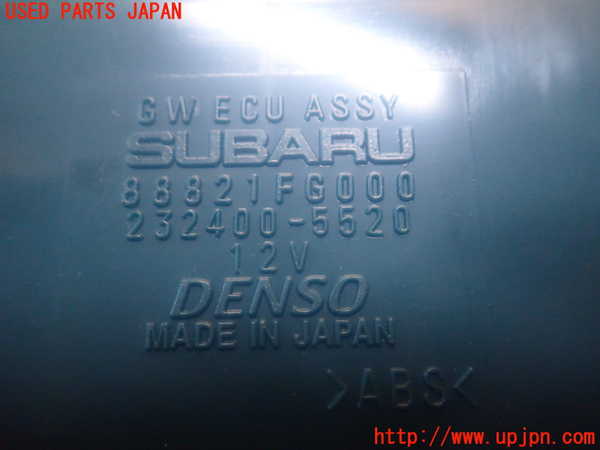 USED PARTS JAPAN
GW ECU ASSY
SUBARU
88821FG000
232400-5520
12V
DENSO
MADE IN JAPAN
>ABS<
http://www.upjpn.com